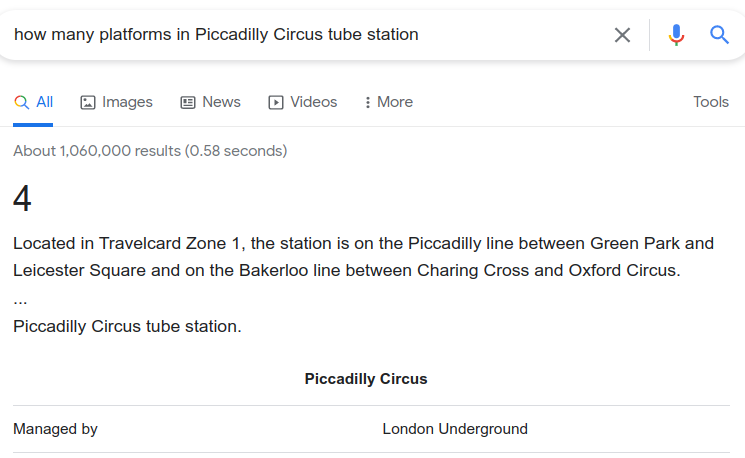 how many platforms in Piccadilly Circus tube station
All Images News Videos More Tools
About 1,060,000 results (0.58 seconds)
4
Located in Travelcard Zone 1, the station is on the Piccadilly line between Green Park and
Leicester Square and on the Bakerloo line between Charing Cross and Oxford Circus.
...
Piccadilly Circus tube station.
Piccadilly Circus
Managed by London Underground